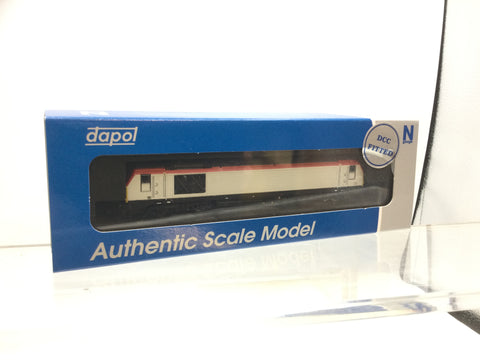 dapol
DCC
FITTED
N
Authentic Scale Model